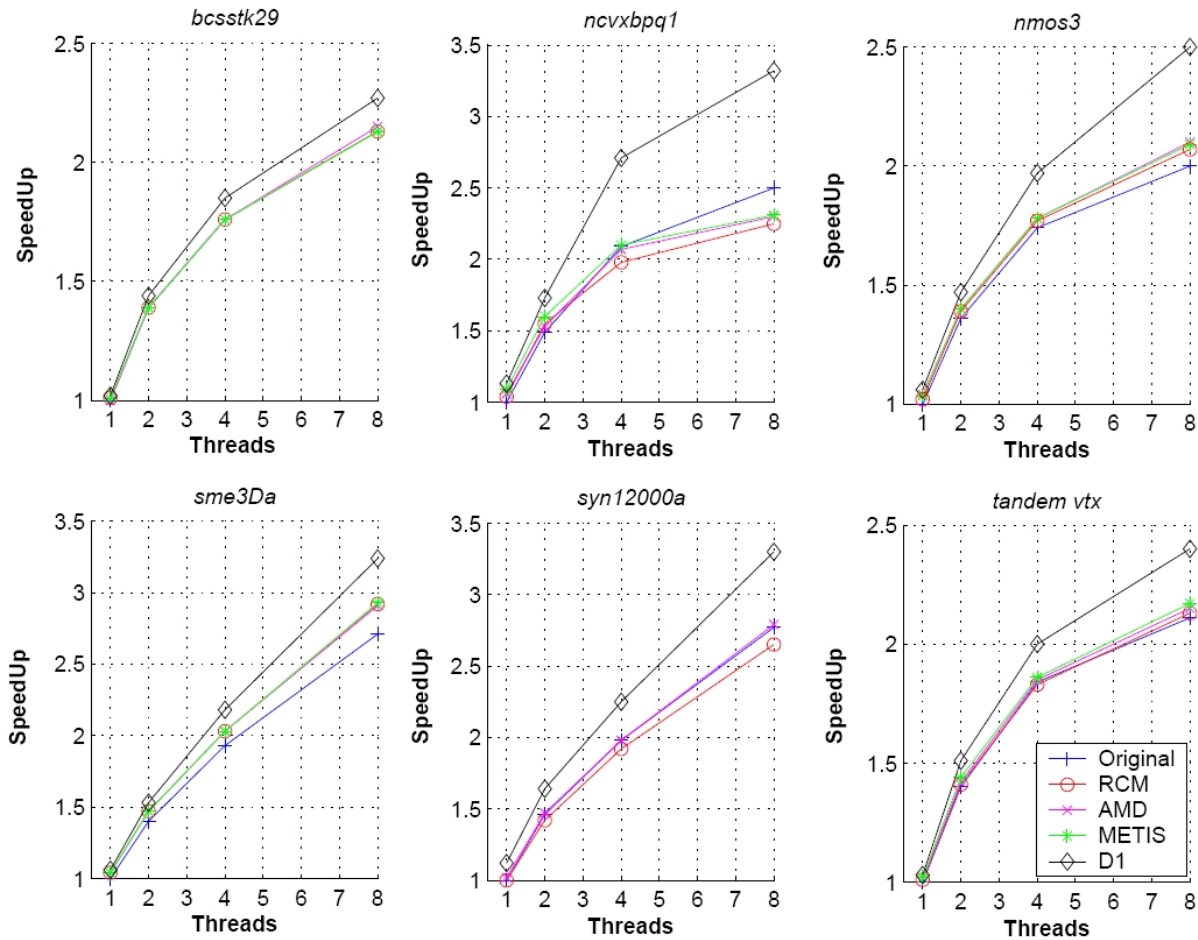 bcsstk29
2.5
2
1.5
1
SpeedUp
1 2 3 4 5 6 7 8
Threads
ncvxbpq1
3.5
3
2.5
2
1.5
1
SpeedUp
1 2 3 4 5 6 7 8
Threads
nmos3
2.5
2
1.5
1
SpeedUp
1 2 3 4 5 6 7 8
Threads
sme3Da
3.5
3
2.5
2
1.5
1
SpeedUp
1 2 3 4 5 6 7 8
Threads
syn12000a
3.5
3
2.5
2
1.5
1
SpeedUp
1 2 3 4 5 6 7 8
Threads
tandem vtx
2.5
2
1.5
1
SpeedUp
Original
RCM
AMD
METIS
D1
1 2 3 4 5 6 7 8
Threads